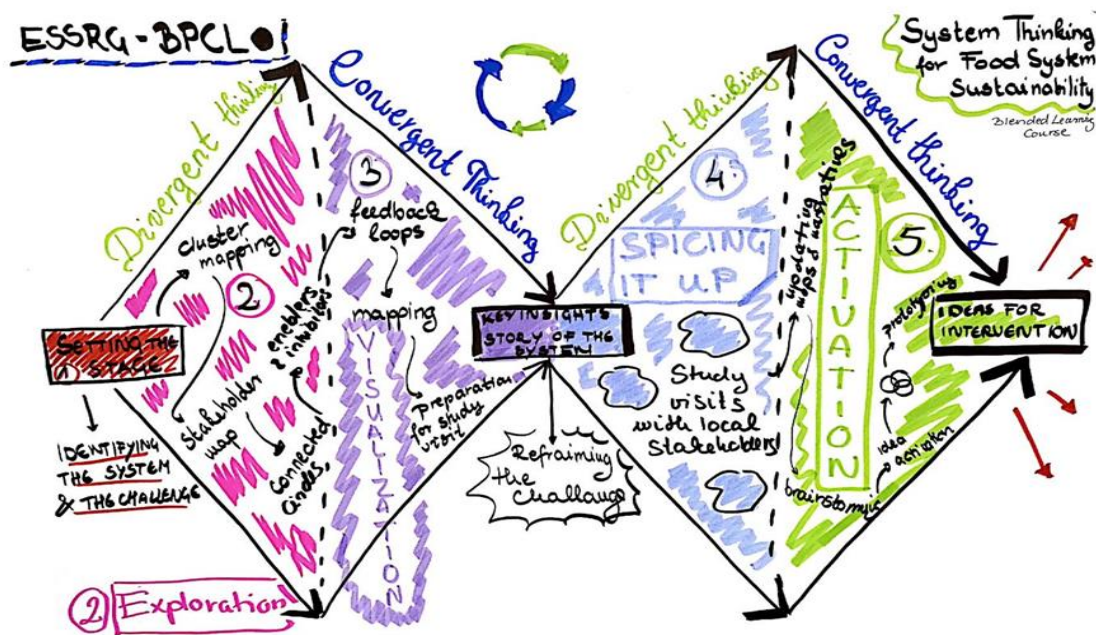 ESSRG - BPCL
System Thinking
for Food System
Sustainability
Blended Learning
Course
Divergent thinking
Convergent Thinking
Divergent thinking
Convergent thinking
SETTING THE
STAGE
1
IDENTIFYING
THE SYSTEM
& THE CHALLENGE
2
cluster
mapping
Stakeholder
map
connected
circles,
eneblers
& inhibitors
2 Exploration
3
feedback
loops
mapping
Preparation
for study
visit
VISUALIZATION
KEY INSIGHTS
STORY OF THE
SYSTEM
Refraiming
the
challange
4
SPICING
IT UP
Study
visits
with local
stakeholders
updating
maps & narratives
5
ACTIVATION
brainstorming
idea
activation
Prototyping
IDEAS FOR
INTERVENTION